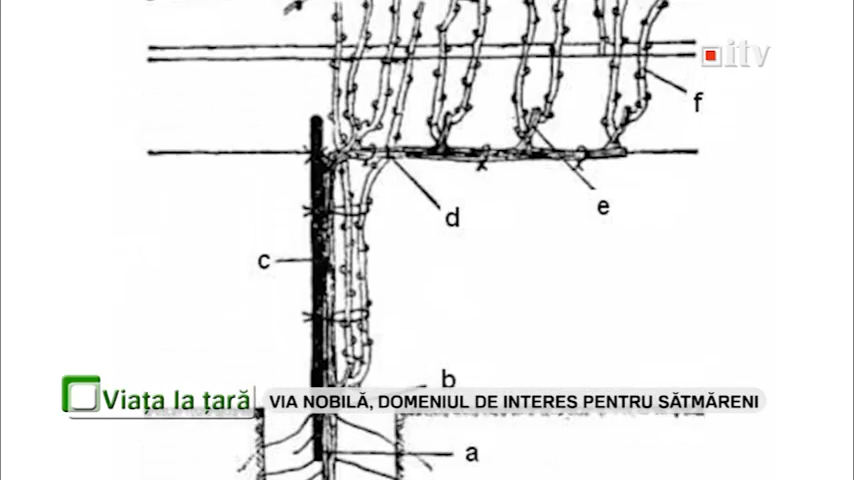 itv
f
e
d
c
b
Viața la țară
VIA NOBILĂ, DOMENIUL DE INTERES PENTRU SĂTMĂRENI
a